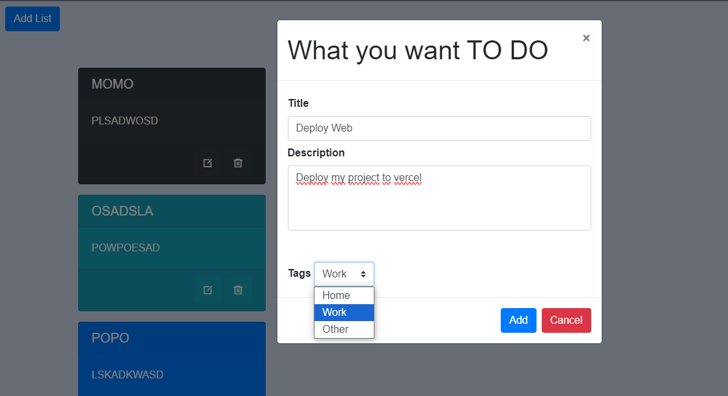 Add List
MOMO
PLSADWOSD
OSADSLA
POWPOESAD
POPO
LSKADKWASD
What you want TO DO
×
Title
Deploy Web
Description
Deploy my project to vercel
Tags Work
Home
Work
Other
Add Cancel